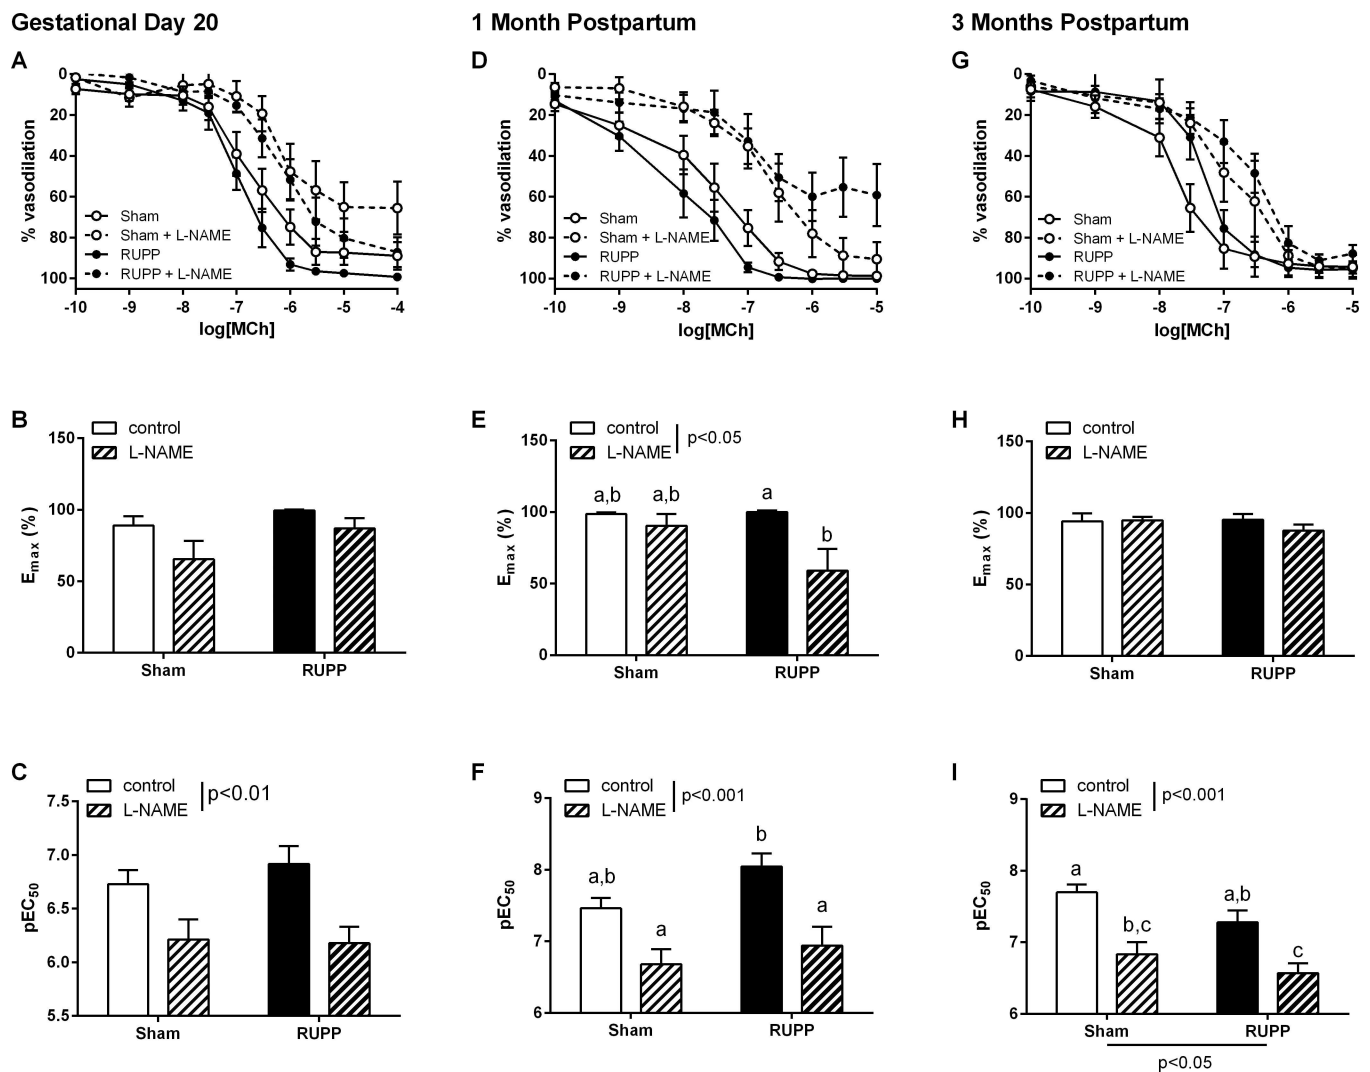 Gestational Day 20
1 Month Postpartum
3 Months Postpartum
A
% vasodilation
0
20
40
60
80
100
Sham
Sham + L-NAME
RUPP
RUPP + L-NAME
-10 -9 -8 -7 -6 -5 -4
log[MCh]
D
% vasodilation
0
20
40
60
80
100
Sham
Sham + L-NAME
RUPP
RUPP + L-NAME
-10 -9 -8 -7 -6 -5
log[MCh]
G
% vasodilation
0
20
40
60
80
100
Sham
Sham + L-NAME
RUPP
RUPP + L-NAME
-10 -9 -8 -7 -6 -5
log[MCh]
B
control
L-NAME
Emax (%)
150
100
50
0
Sham RUPP
E
control
L-NAME
p<0.05
Emax (%)
150
100
50
0
a,b a,b a b
Sham RUPP
H
control
L-NAME
Emax (%)
150
100
50
0
Sham RUPP
C
control
L-NAME
p<0.01
pEC50
7.5
7.0
6.5
6.0
5.5
Sham RUPP
F
control
L-NAME
p<0.001
pEC50
9
8
7
6
a,b a b a
Sham RUPP
I
control
L-NAME
p<0.001
pEC50
9
8
7
6
a b,c a,b c
Sham RUPP
p<0.05